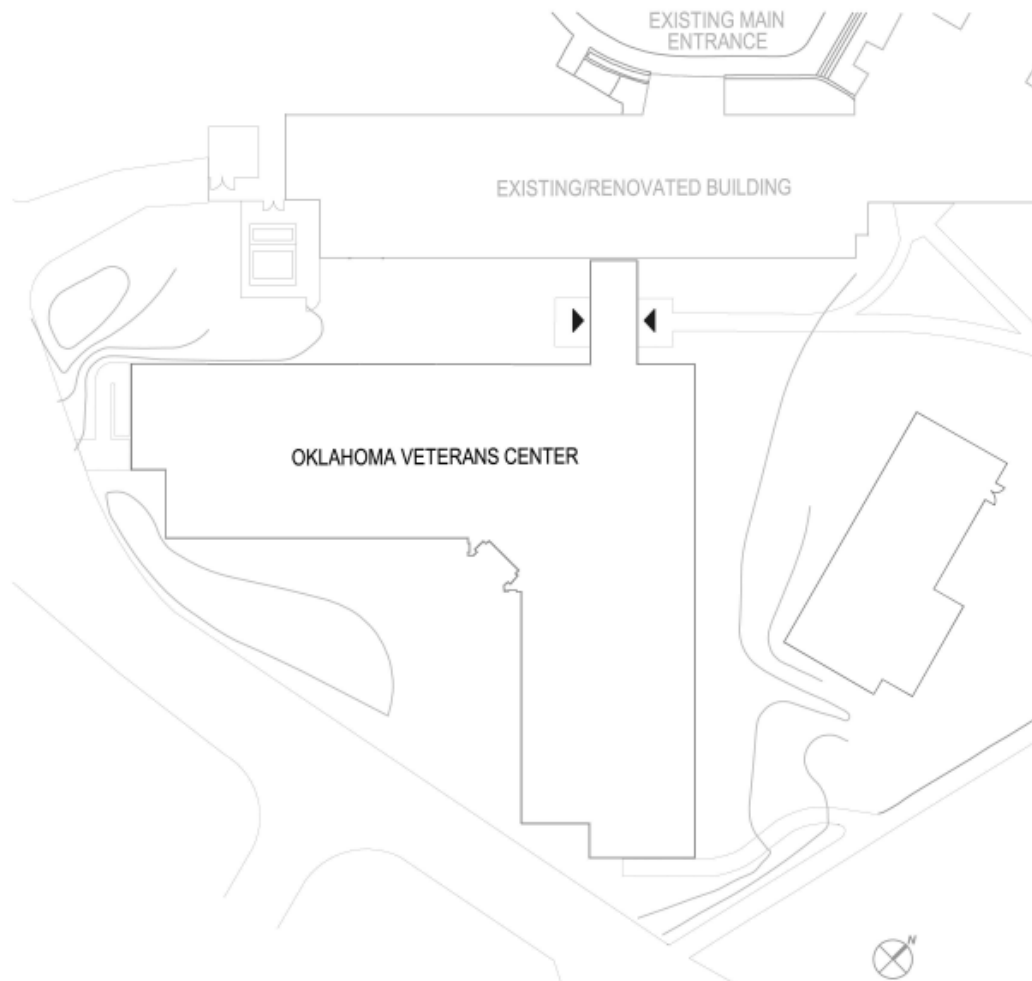 EXISTING MAIN
ENTRANCE
EXISTING/RENOVATED BUILDING
OKLAHOMA VETERANS CENTER
N